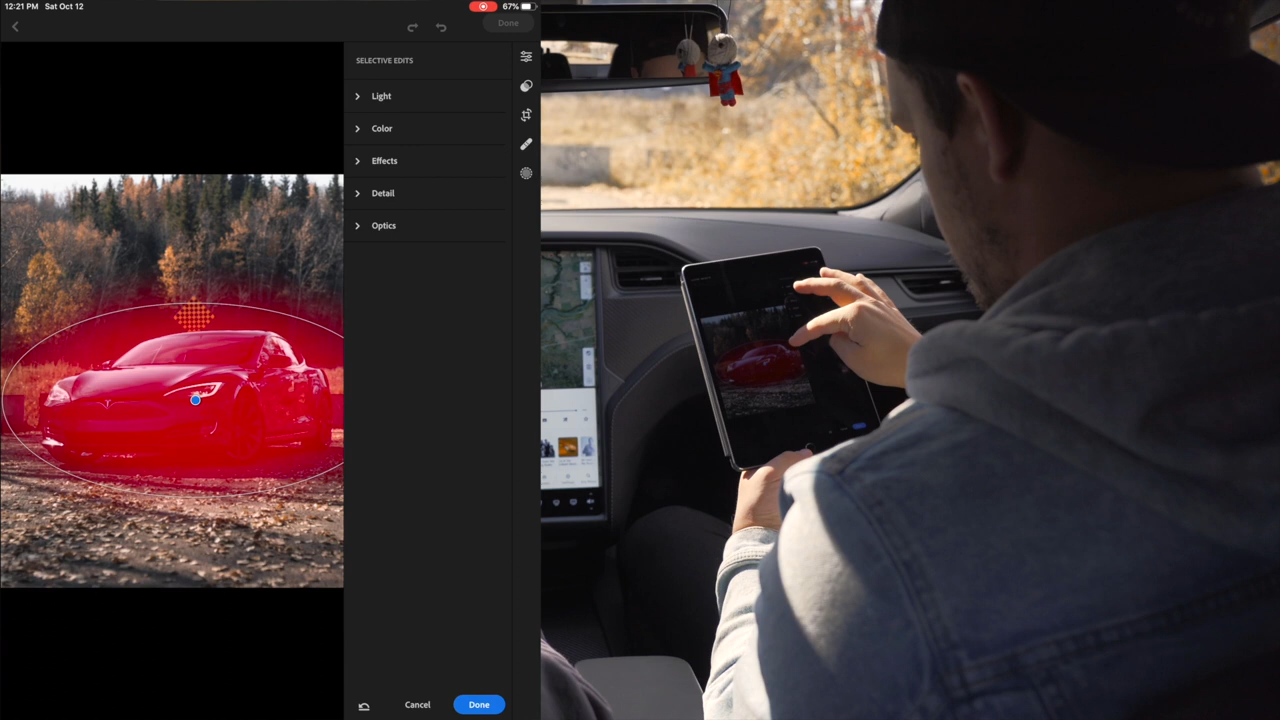 12:21 PM Sat Oct 12
67%
Done
SELECTIVE EDITS
Light
Color
Effects
Detail
Optics
Cancel
Done